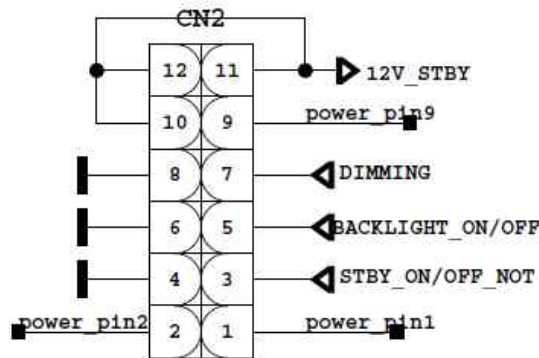 CN2
12 11 12V_STBY
10 9 power_pin9
8 7 DIMMING
6 5 BACKLIGHT_ON/OFF
4 3 STBY_ON/OFF_NOT
power_pin2 2 1 power_pin1